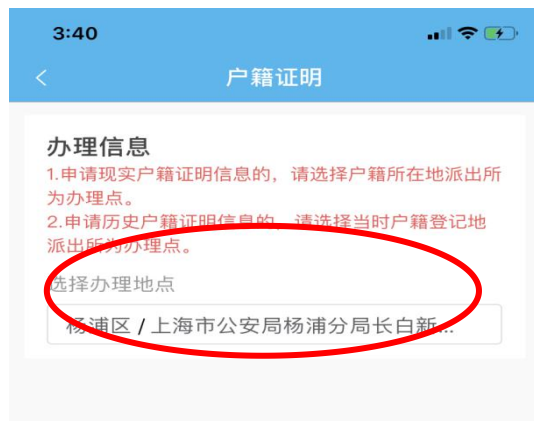 3:40
户籍证明
办理信息
1.申请现实户籍证明信息的，请选择户籍所在地派出所
为办理点。
2.申请历史户籍证明信息的，请选择当时户籍登记地
派出所为办理点。
选择办理地点
杨浦区 / 上海市公安局杨浦分局长白新...